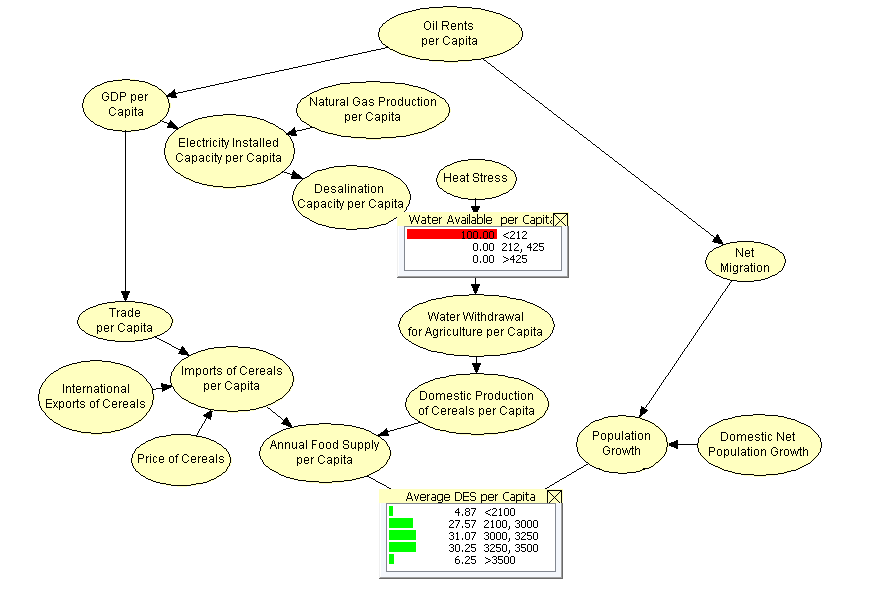 Oil Rents
per Capita
GDP per
Capita
Natural Gas Production
per Capita
Electricity Installed
Capacity per Capita
Desalination
Capacity per Capita
Heat Stress
Water Available per Capita
100.00 <212
0.00 212, 425
0.00 >425
Net
Migration
Trade
per Capita
Water Withdrawal
for Agriculture per Capita
Imports of Cereals
per Capita
International
Exports of Cereals
Domestic Production
of Cereals per Capita
Price of Cereals
Annual Food Supply
per Capita
Population
Growth
Domestic Net
Population Growth
Average DES per Capita
4.87 <2100
27.57 2100, 3000
31.07 3000, 3250
30.25 3250, 3500
6.25 >3500